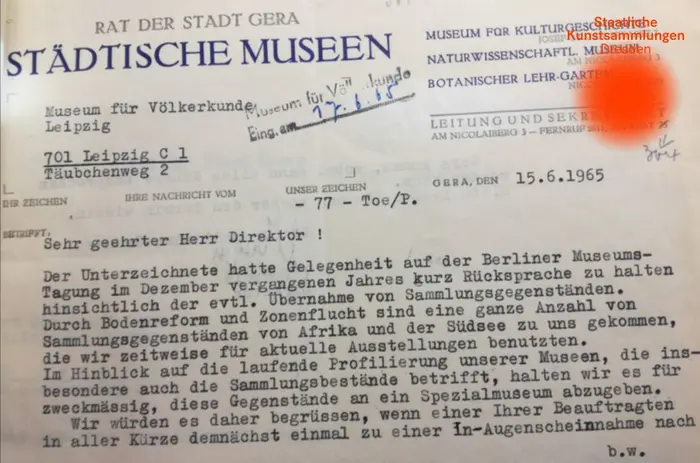 RAT DER STADT GERA
STÄDTISCHE MUSEEN
MUSEUM FÜR KULTURGESCHICHTE
NATURWISSENSCHAFTL. MUSEUM
AM NICOLAIBERG 3
BOTANISCHER LEHR-GARTEN
LEITUNG UND SEKRE
AM NICOLAIBERG 3 — FERNRUF
Staatliche
Kunstsammlungen
Dresden
Museum für Völkerkunde
Leipzig
Museum für Völkerkunde
Eing. am 17.6.65
701 Leipzig C 1
Täubchenweg 2
IHR ZEICHEN IHRE NACHRICHT VOM UNSER ZEICHEN GERA, DEN 15.6.1965
- 77 - Toe/P.
BETRIFFT:
Sehr geehrter Herr Direktor !
Der Unterzeichnete hatte Gelegenheit auf der Berliner Museums-
Tagung im Dezember vergangenen Jahres kurz Rücksprache zu halten
hinsichtlich der evtl. Übernahme von Sammlungsgegenständen.
Durch Bodenreform und Zonenflucht sind eine ganze Anzahl von
Sammlungsgegenständen von Afrika und der Südsee zu uns gekommen,
die wir zeitweise für aktuelle Ausstellungen benutzten.
Im Hinblick auf die laufende Profilierung unserer Museen, die ins-
besondere auch die Sammlungsbestände betrifft, halten wir es für
zweckmässig, diese Gegenstände an ein Spezialmuseum abzugeben.
Wir würden es daher begrüssen, wenn einer Ihrer Beauftragten
in aller Kürze demnächst einmal zu einer In-Augenscheinnahme nach
b.w.